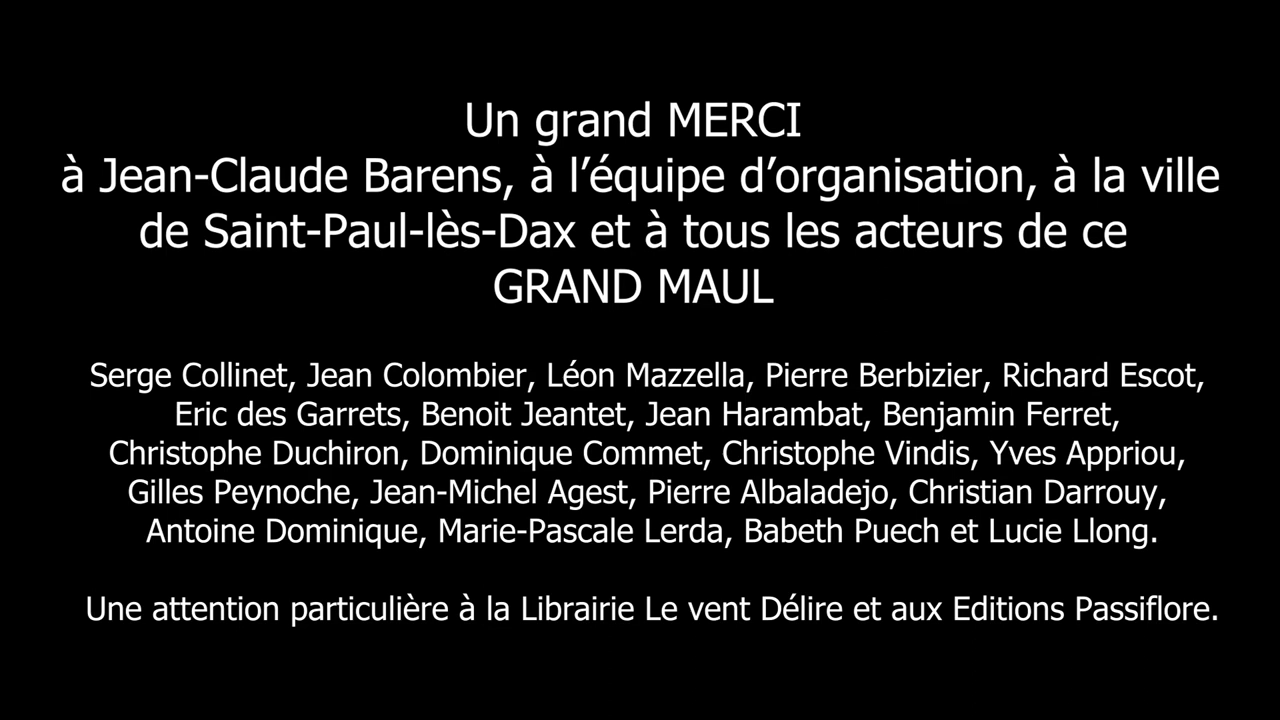 Un grand MERCI
à Jean-Claude Barens, à l’équipe d’organisation, à la ville
de Saint-Paul-lès-Dax et à tous les acteurs de ce
GRAND MAUL
Serge Collinet, Jean Colombier, Léon Mazzella, Pierre Berbizier, Richard Escot,
Eric des Garrets, Benoit Jeantet, Jean Harambat, Benjamin Ferret,
Christophe Duchiron, Dominique Commet, Christophe Vindis, Yves Appriou,
Gilles Peynoche, Jean-Michel Agest, Pierre Albaladejo, Christian Darrouy,
Antoine Dominique, Marie-Pascale Lerda, Babeth Puech et Lucie Llong.
Une attention particulière à la Librairie Le vent Délire et aux Editions Passiflore.